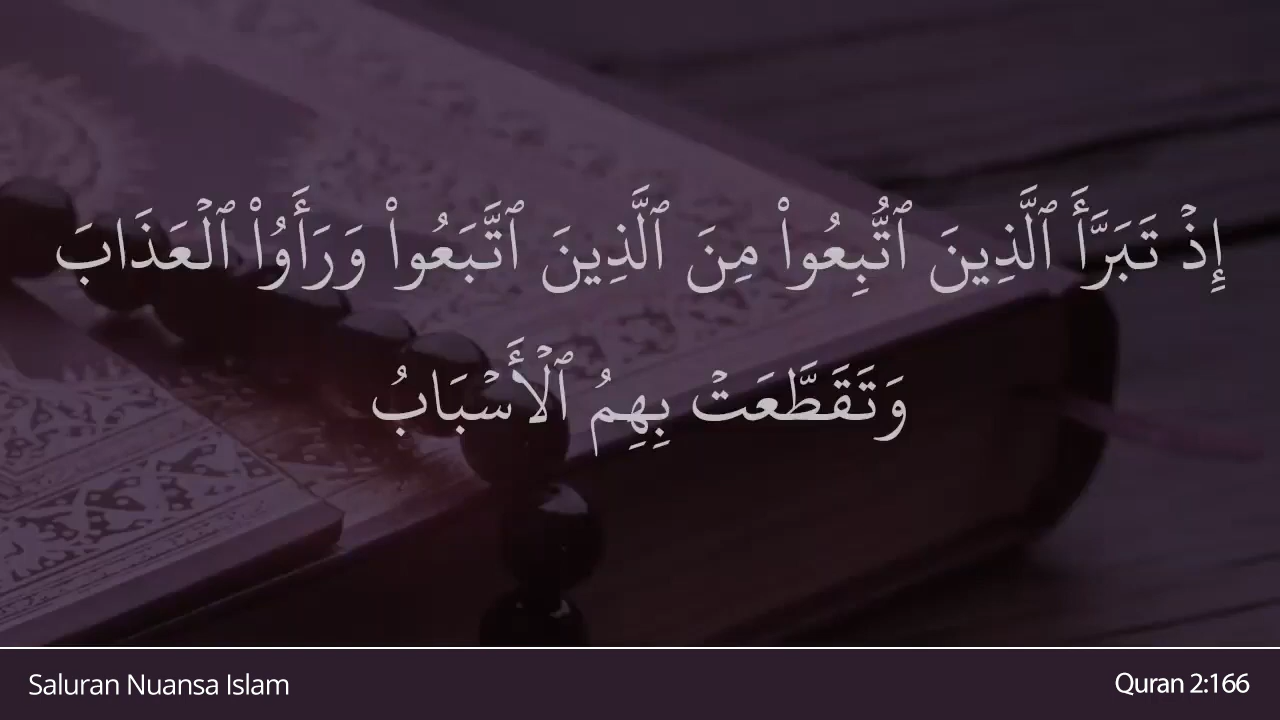 إِذۡ تَبَرَّأَ ٱلَّذِينَ ٱتُّبِعُواْ مِنَ ٱلَّذِينَ ٱتَّبَعُواْ وَرَأَوُاْ ٱلۡعَذَابَ
وَتَقَطَّعَتۡ بِهِمُ ٱلۡأَسۡبَابُ
Saluran Nuansa Islam
Quran 2:166